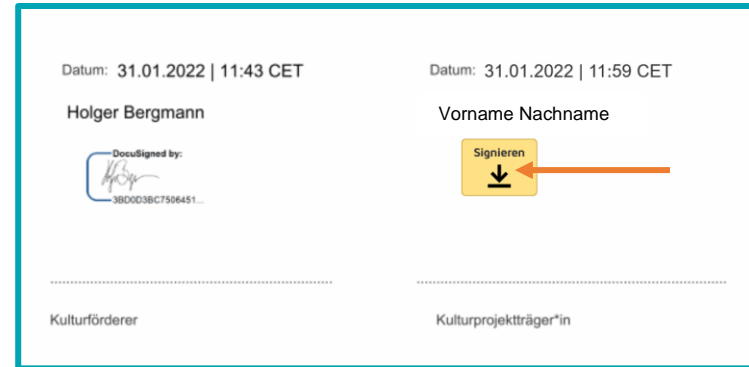 Datum: 31.01.2022 | 11:43 CET
Holger Bergmann
DocuSigned by:
3BD0D3BC7506451...
Kulturförderer
Datum: 31.01.2022 | 11:59 CET
Vorname Nachname
Signieren
Kulturprojektträger*in